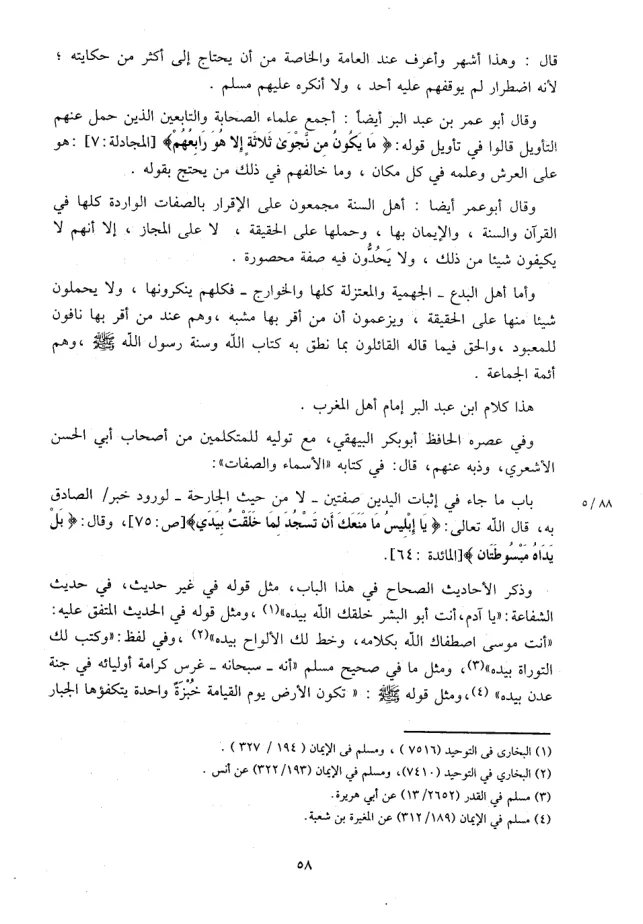 قال : وهذا أشهر وأعرف عند العامة والخاصة من أن يحتاج إلى أكثر من حكايته ؛
لأنه اضطرار لم يوقفهم عليه أحد ، ولا أنكره عليهم مسلم .
وقال أبو عمر بن عبد البر أيضاً : أجمع علماء الصحابة والتابعين الذين حمل عنهم
التأويل قالوا في تأويل قوله: ﴿ مَا يَكُونُ مِن نَّجْوَىٰ ثَلاثَةٍ إِلا هُوَ رَابِعُهُمْ﴾ [المجادلة: ٧] :هو
على العرش وعلمه في كل مكان ، وما خالفهم في ذلك من يحتج بقوله .
وقال أبوعمر أيضا : أهل السنة مجمعون على الإقرار بالصفات الواردة كلها في
القرآن والسنة ، والإيمان بها ، وحملها على الحقيقة ، لا على المجاز ، إلا أنهم لا
يكيفون شيئا من ذلك ، ولا يَحُدُّون فيه صفة محصورة .
وأما أهل البدع ـ الجهمية والمعتزلة كلها والخوارج ـ فكلهم ينكرونها ، ولا يحملون
شيئا منها على الحقيقة ، ويزعمون أن من أقر بها مشبه ،وهم عند من أقر بها نافون
للمعبود ،والحق فيما قاله القائلون بما نطق به كتاب الله وسنة رسول الله ﷺ ،وهم
أئمة الجماعة .
هذا كلام ابن عبد البر إمام أهل المغرب .
وفي عصره الحافظ أبوبكر البيهقي، مع توليه للمتكلمين من أصحاب أبي الحسن
الأشعري، وذبه عنهم، قال: في كتابه «الأسماء والصفات»:
٥/٨٨ باب ما جاء في إثبات اليدين صفتين ـ لا من حيث الجارحة ـ لورود خبر/ الصادق
به، قال الله تعالى: ﴿ يَا إِبْلِيسُ مَا مَنَعَكَ أَن تَسْجُدَ لِمَا خَلَقْتُ بِيَدَيَّ﴾[ص: ٧٥]، وقال: ﴿ بَلْ
يَدَاهُ مَبْسُوطَتَانِ ﴾[المائدة : ٦٤].
وذكر الأحاديث الصحاح في هذا الباب، مثل قوله في غير حديث، في حديث
الشفاعة: «يا آدم، أنت أبو البشر خلقك الله بيده»(١) ،ومثل قوله في الحديث المتفق عليه:
«أنت موسى اصطفاك الله بكلامه، وخط لك الألواح بيده»(٢) ،وفي لفظ: «وكتب لك
التوراة بيده»(٣)، ومثل ما في صحيح مسلم «أنه ـ سبحانه ـ غرس كرامة أوليائه في جنة
عدن بيده» (٤)،ومثل قوله ﷺ : « تكون الأرض يوم القيامة خُبْزَةً واحدة يتكفؤها الجبار
(١) البخارى فى التوحيد (٧٥١٦) ، ومسلم فى الإيمان ( ١٩٤ / ٣٢٧ ) .
(٢) البخاري في التوحيد (٧٤١٠)، ومسلم في الإيمان (٣٢٢/١٩٣) عن أنس .
(٣) مسلم في القدر (١٣/٢٦٥٢) عن أبي هريرة.
(٤) مسلم في الإيمان (٣١٢/١٨٩) عن المغيرة بن شعبة.
٥٨